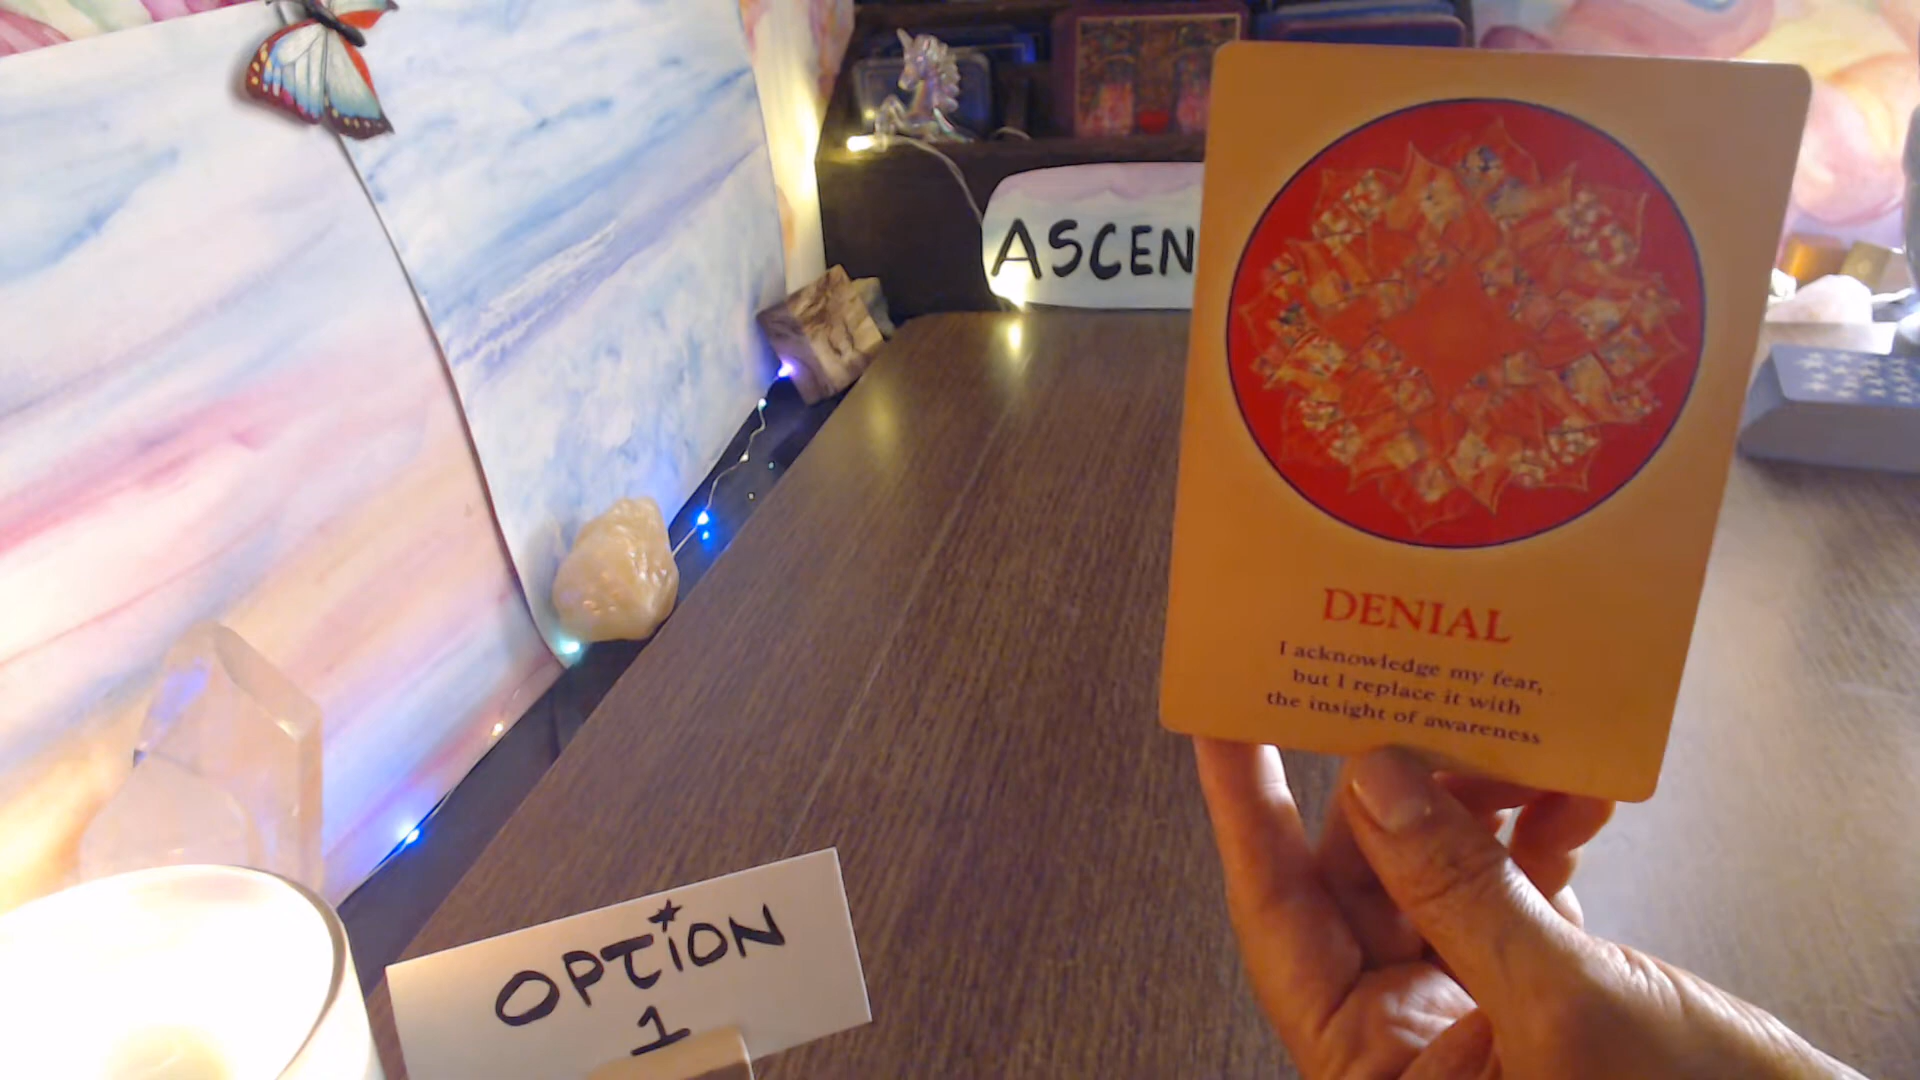 ASCEN
DENIAL
I acknowledge my fear,
but I replace it with
the insight of awareness
OPTION
1